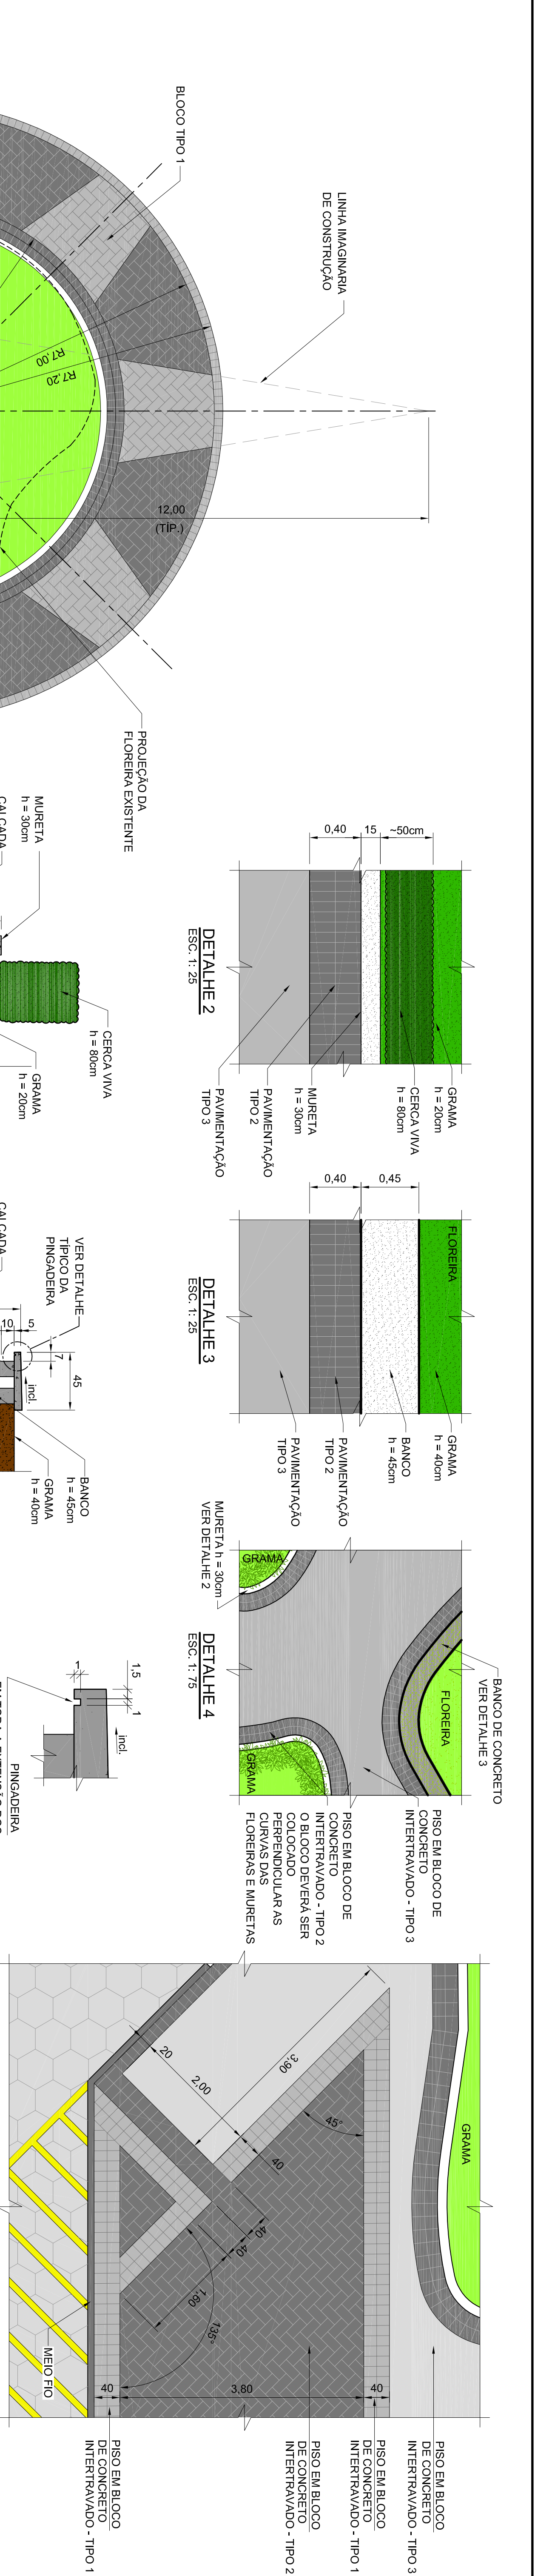 BLOCO TIPO 1
LINHA IMAGINARIA
DE CONSTRUÇÃO
R7,00
R7,20
12,00
(TÍP.)
PROJEÇÃO DA
FLOREIRA EXISTENTE
0,40
15
~50cm
GRAMA
h = 20cm
CERCA VIVA
h = 80cm
MURETA
h = 30cm
PAVIMENTAÇÃO
TIPO 2
PAVIMENTAÇÃO
TIPO 3
DETALHE 2
ESC. 1: 25
MURETA
h = 30cm
CALÇADA
CERCA VIVA
h = 80cm
GRAMA
h = 20cm
0,40
0,45
FLOREIRA
GRAMA
h = 40cm
BANCO
h = 45cm
PAVIMENTAÇÃO
TIPO 2
PAVIMENTAÇÃO
TIPO 3
DETALHE 3
ESC. 1: 25
VER DETALHE
TÍPICO DA
PINGADEIRA
CALÇADA
10
5
7
45
incl.
BANCO
h = 45cm
GRAMA
h = 40cm
BANCO DE CONCRETO
VER DETALHE 3
FLOREIRA
GRAMA
GRAMA
MURETA h = 30cm
VER DETALHE 2
PISO EM BLOCO DE
CONCRETO
INTERTRAVADO - TIPO 3
PISO EM BLOCO DE
CONCRETO
INTERTRAVADO - TIPO 2
O BLOCO DEVERÁ SER
COLOCADO
PERPENDICULAR AS
CURVAS DAS
FLOREIRAS E MURETAS
DETALHE 4
ESC. 1: 75
1,5
1
1
incl.
PINGADEIRA
GRAMA
3,90
20
2,00
45°
40
40
40
1,60
135°
MEIO FIO
40
3,80
40
PISO EM BLOCO
DE CONCRETO
INTERTRAVADO - TIPO 3
PISO EM BLOCO
DE CONCRETO
INTERTRAVADO - TIPO 1
PISO EM BLOCO
DE CONCRETO
INTERTRAVADO - TIPO 2
PISO EM BLOCO
DE CONCRETO
INTERTRAVADO - TIPO 1